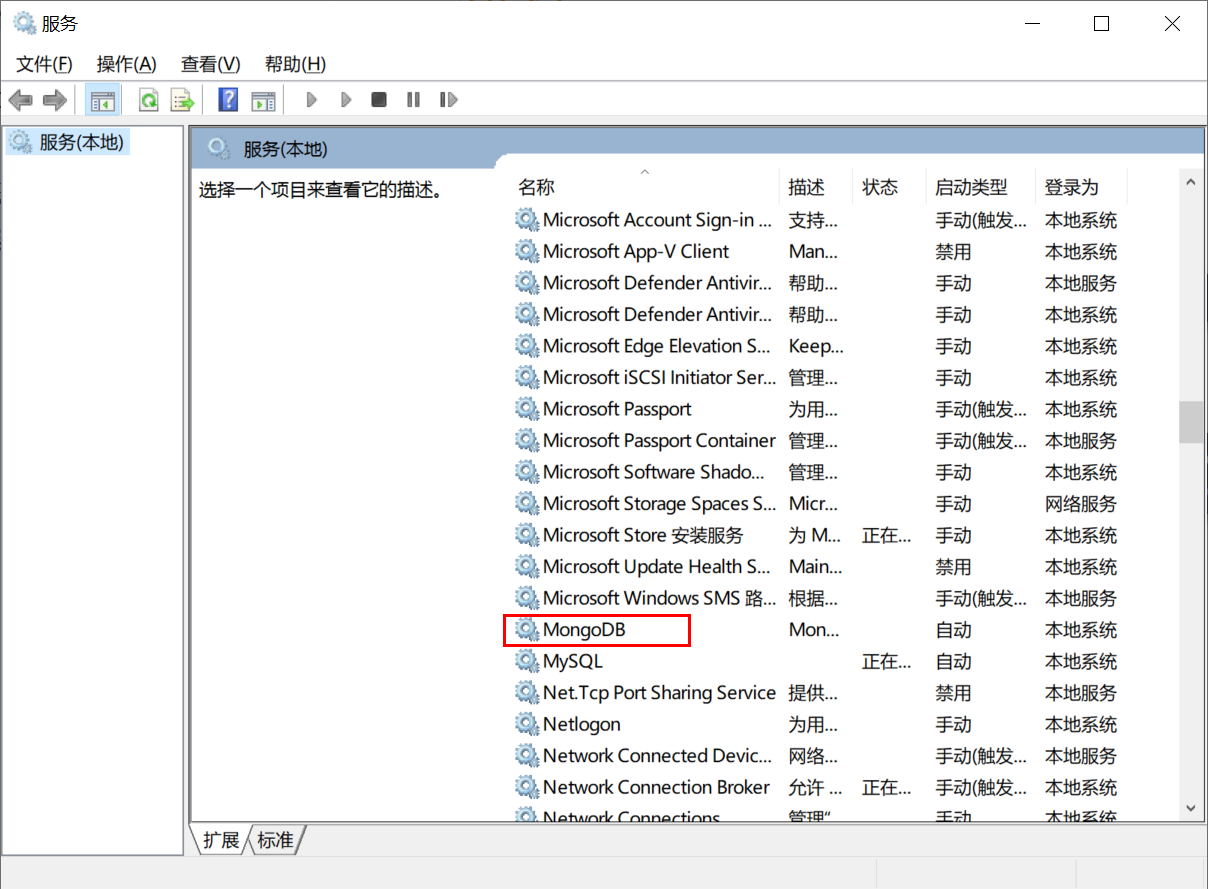 服务
文件(F) 操作(A) 查看(V) 帮助(H)
服务(本地)
服务(本地)
选择一个项目来查看它的描述。
名称 描述 状态 启动类型 登录为
Microsoft Account Sign-in ... 支持... 手动(触发... 本地系统
Microsoft App-V Client Man... 禁用 本地系统
Microsoft Defender Antivir... 帮助... 手动 本地服务
Microsoft Defender Antivir... 帮助... 手动 本地系统
Microsoft Edge Elevation S... Keep... 手动 本地系统
Microsoft iSCSI Initiator Ser... 管理... 手动 本地系统
Microsoft Passport 为用... 手动(触发... 本地系统
Microsoft Passport Container 管理... 手动(触发... 本地服务
Microsoft Software Shado... 管理... 手动 本地系统
Microsoft Storage Spaces S... Micr... 手动 网络服务
Microsoft Store 安装服务 为 M... 正在... 手动 本地系统
Microsoft Update Health S... Main... 禁用 本地系统
Microsoft Windows SMS 路... 根据... 手动(触发... 本地服务
MongoDB Mon... 自动 本地系统
MySQL 正在... 自动 本地系统
Net.Tcp Port Sharing Service 提供... 禁用 本地服务
Netlogon 为用... 手动 本地系统
Network Connected Devic... 网络... 手动(触发... 本地服务
Network Connection Broker 允许 ... 正在... 手动(触发... 本地系统
Network Connections 管理“ 手动 本地系统
扩展 标准